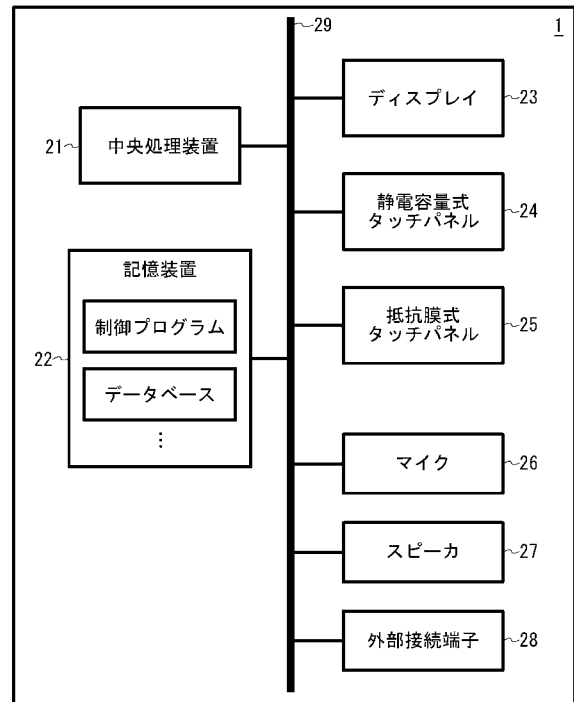 29
1
ディスプレイ
23
21
中央処理装置
静電容量式
タッチパネル
24
記憶装置
制御プログラム
抵抗膜式
タッチパネル
25
22
データベース
⋮
マイク
26
スピーカ
27
外部接続端子
28